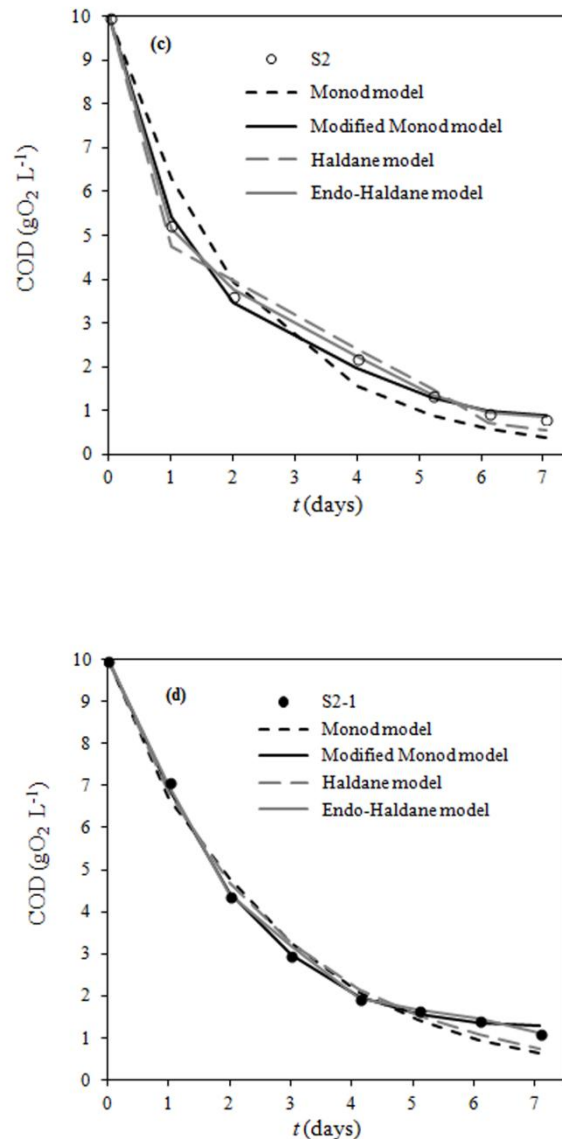 (c)
S2
Monod model
Modified Monod model
Haldane model
Endo-Haldane model
COD (gO₂ L⁻¹)
10
9
8
7
6
5
4
3
2
1
0
0 1 2 3 4 5 6 7
t (days)
(d)
S2-1
Monod model
Modified Monod model
Haldane model
Endo-Haldane model
COD (gO₂ L⁻¹)
10
9
8
7
6
5
4
3
2
1
0
0 1 2 3 4 5 6 7
t (days)